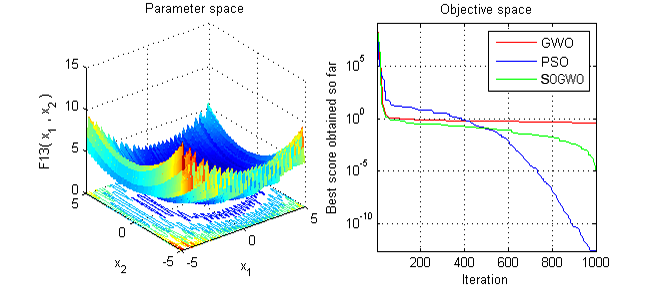 Parameter space
F13( x1 , x2 )
15
10
5
0
5
0
-5
x2
-5
0
5
x1
Objective space
Best score obtained so far
10^5
10^0
10^-5
10^-10
200
400
600
800
1000
Iteration
GWO
PSO
SOGWO